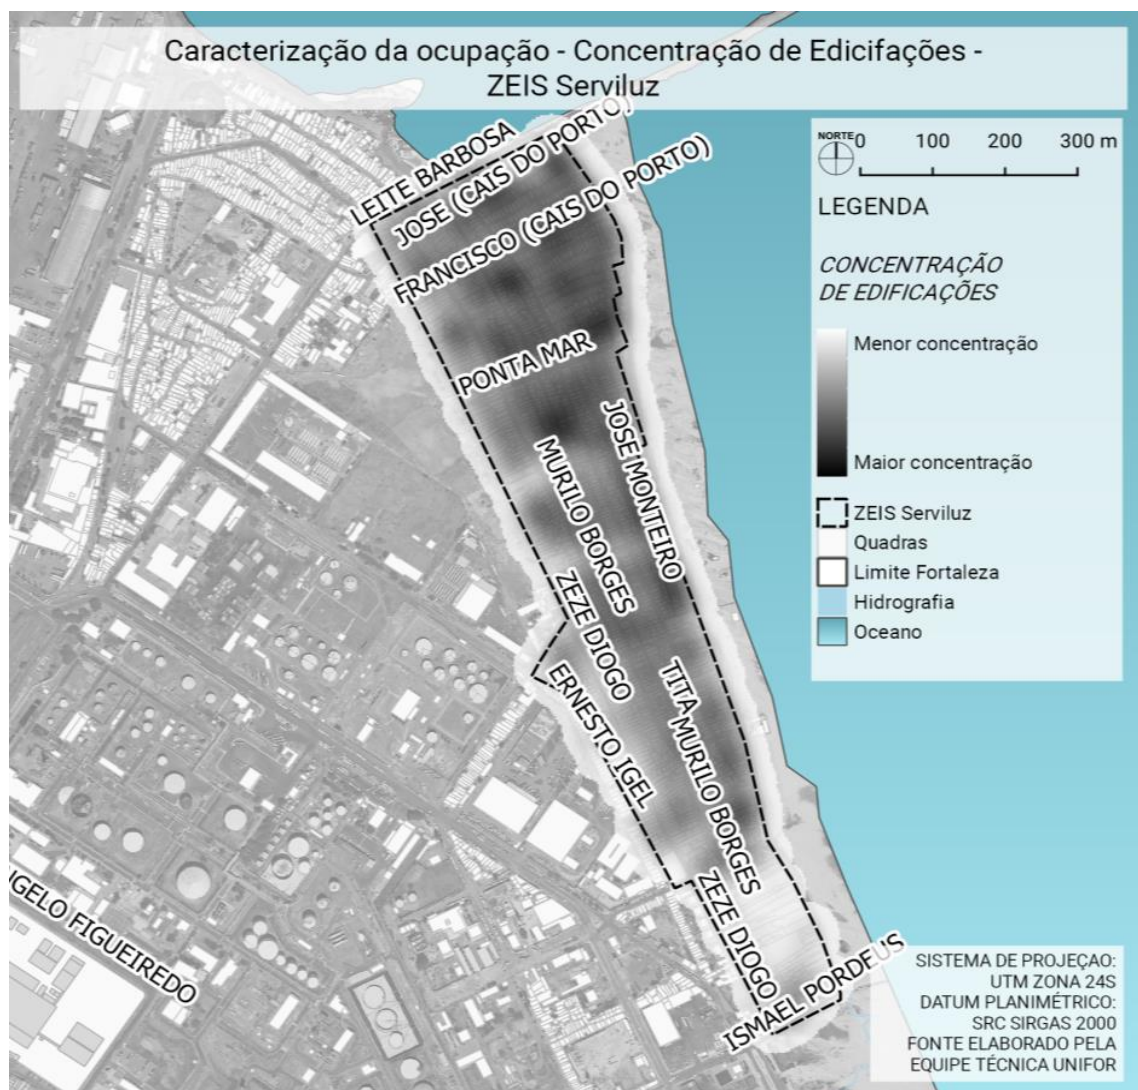 Caracterização da ocupação - Concentração de Edicifações -
ZEIS Serviluz
NORTE
0 100 200 300 m
LEGENDA
CONCENTRAÇÃO
DE EDIFICAÇÕES
Menor concentração
Maior concentração
ZEIS Serviluz
Quadras
Limite Fortaleza
Hidrografia
Oceano
LEITE BARBOSA
JOSE (CAIS DO PORTO)
FRANCISCO (CAIS DO PORTO)
PONTA MAR
JOSE MONTEIRO
MURILO BORGES
ZEZE DIOGO
ERNESTO IGEL
TITA
MURILO BORGES
ZEZE DIOGO
ISMAEL PORDEUS
NGELO FIGUEIREDO
SISTEMA DE PROJEÇAO:
UTM ZONA 24S
DATUM PLANIMÉTRICO:
SRC SIRGAS 2000
FONTE ELABORADO PELA
EQUIPE TÉCNICA UNIFOR